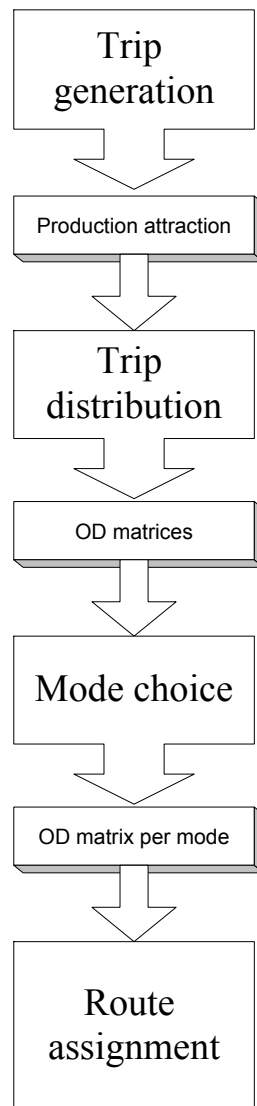 Trip
generation
Production attraction
Trip
distribution
OD matrices
Mode choice
OD matrix per mode
Route
assignment